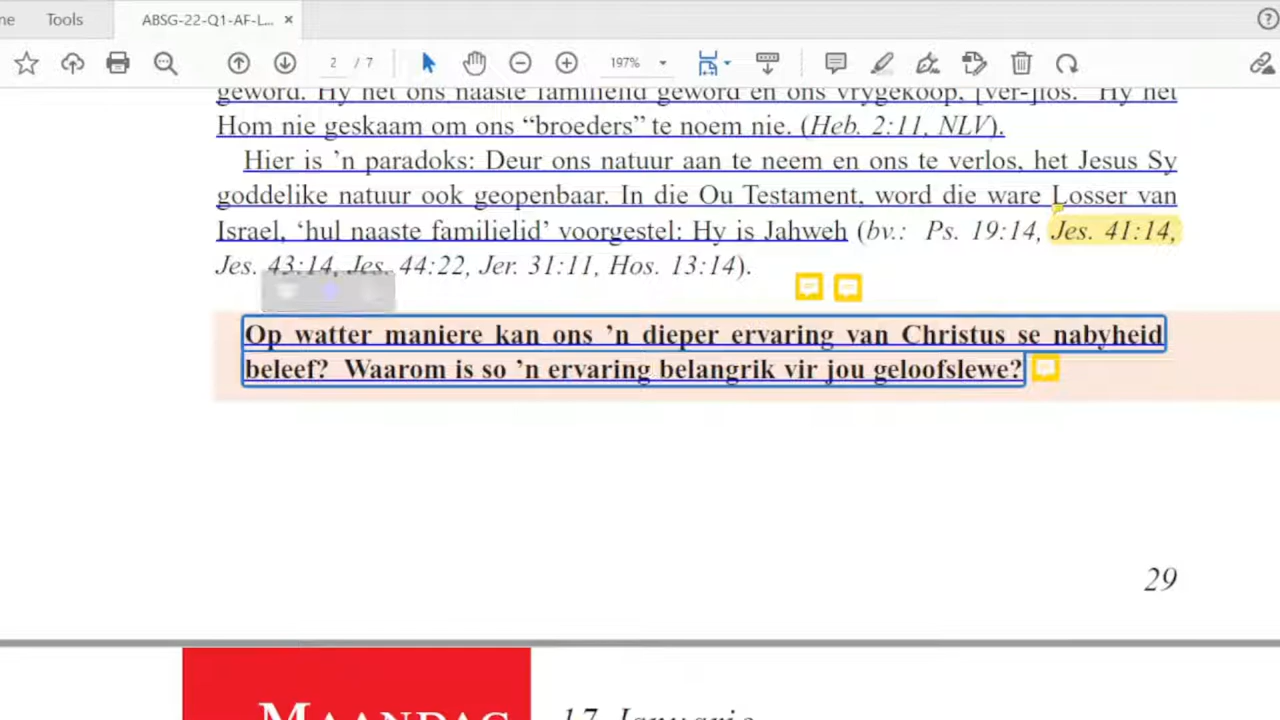 Tools ABSG-22-Q1-AF-L... ×
2 / 7 197%
geword. Hy het ons naaste familielid geword en ons vrygekoop, [ver-]los. Hy het
Hom nie geskaam om ons “broeders” te noem nie. (Heb. 2:11, NLV).
Hier is ’n paradoks: Deur ons natuur aan te neem en ons te verlos, het Jesus Sy
goddelike natuur ook geopenbaar. In die Ou Testament, word die ware Losser van
Israel, ‘hul naaste familielid’ voorgestel: Hy is Jahweh (bv.: Ps. 19:14, Jes. 41:14,
Jes. 43:14, Jes. 44:22, Jer. 31:11, Hos. 13:14).
Op watter maniere kan ons ’n dieper ervaring van Christus se nabyheid
beleef? Waarom is so ’n ervaring belangrik vir jou geloofslewe?
29
MAANDAG 17 Januarie